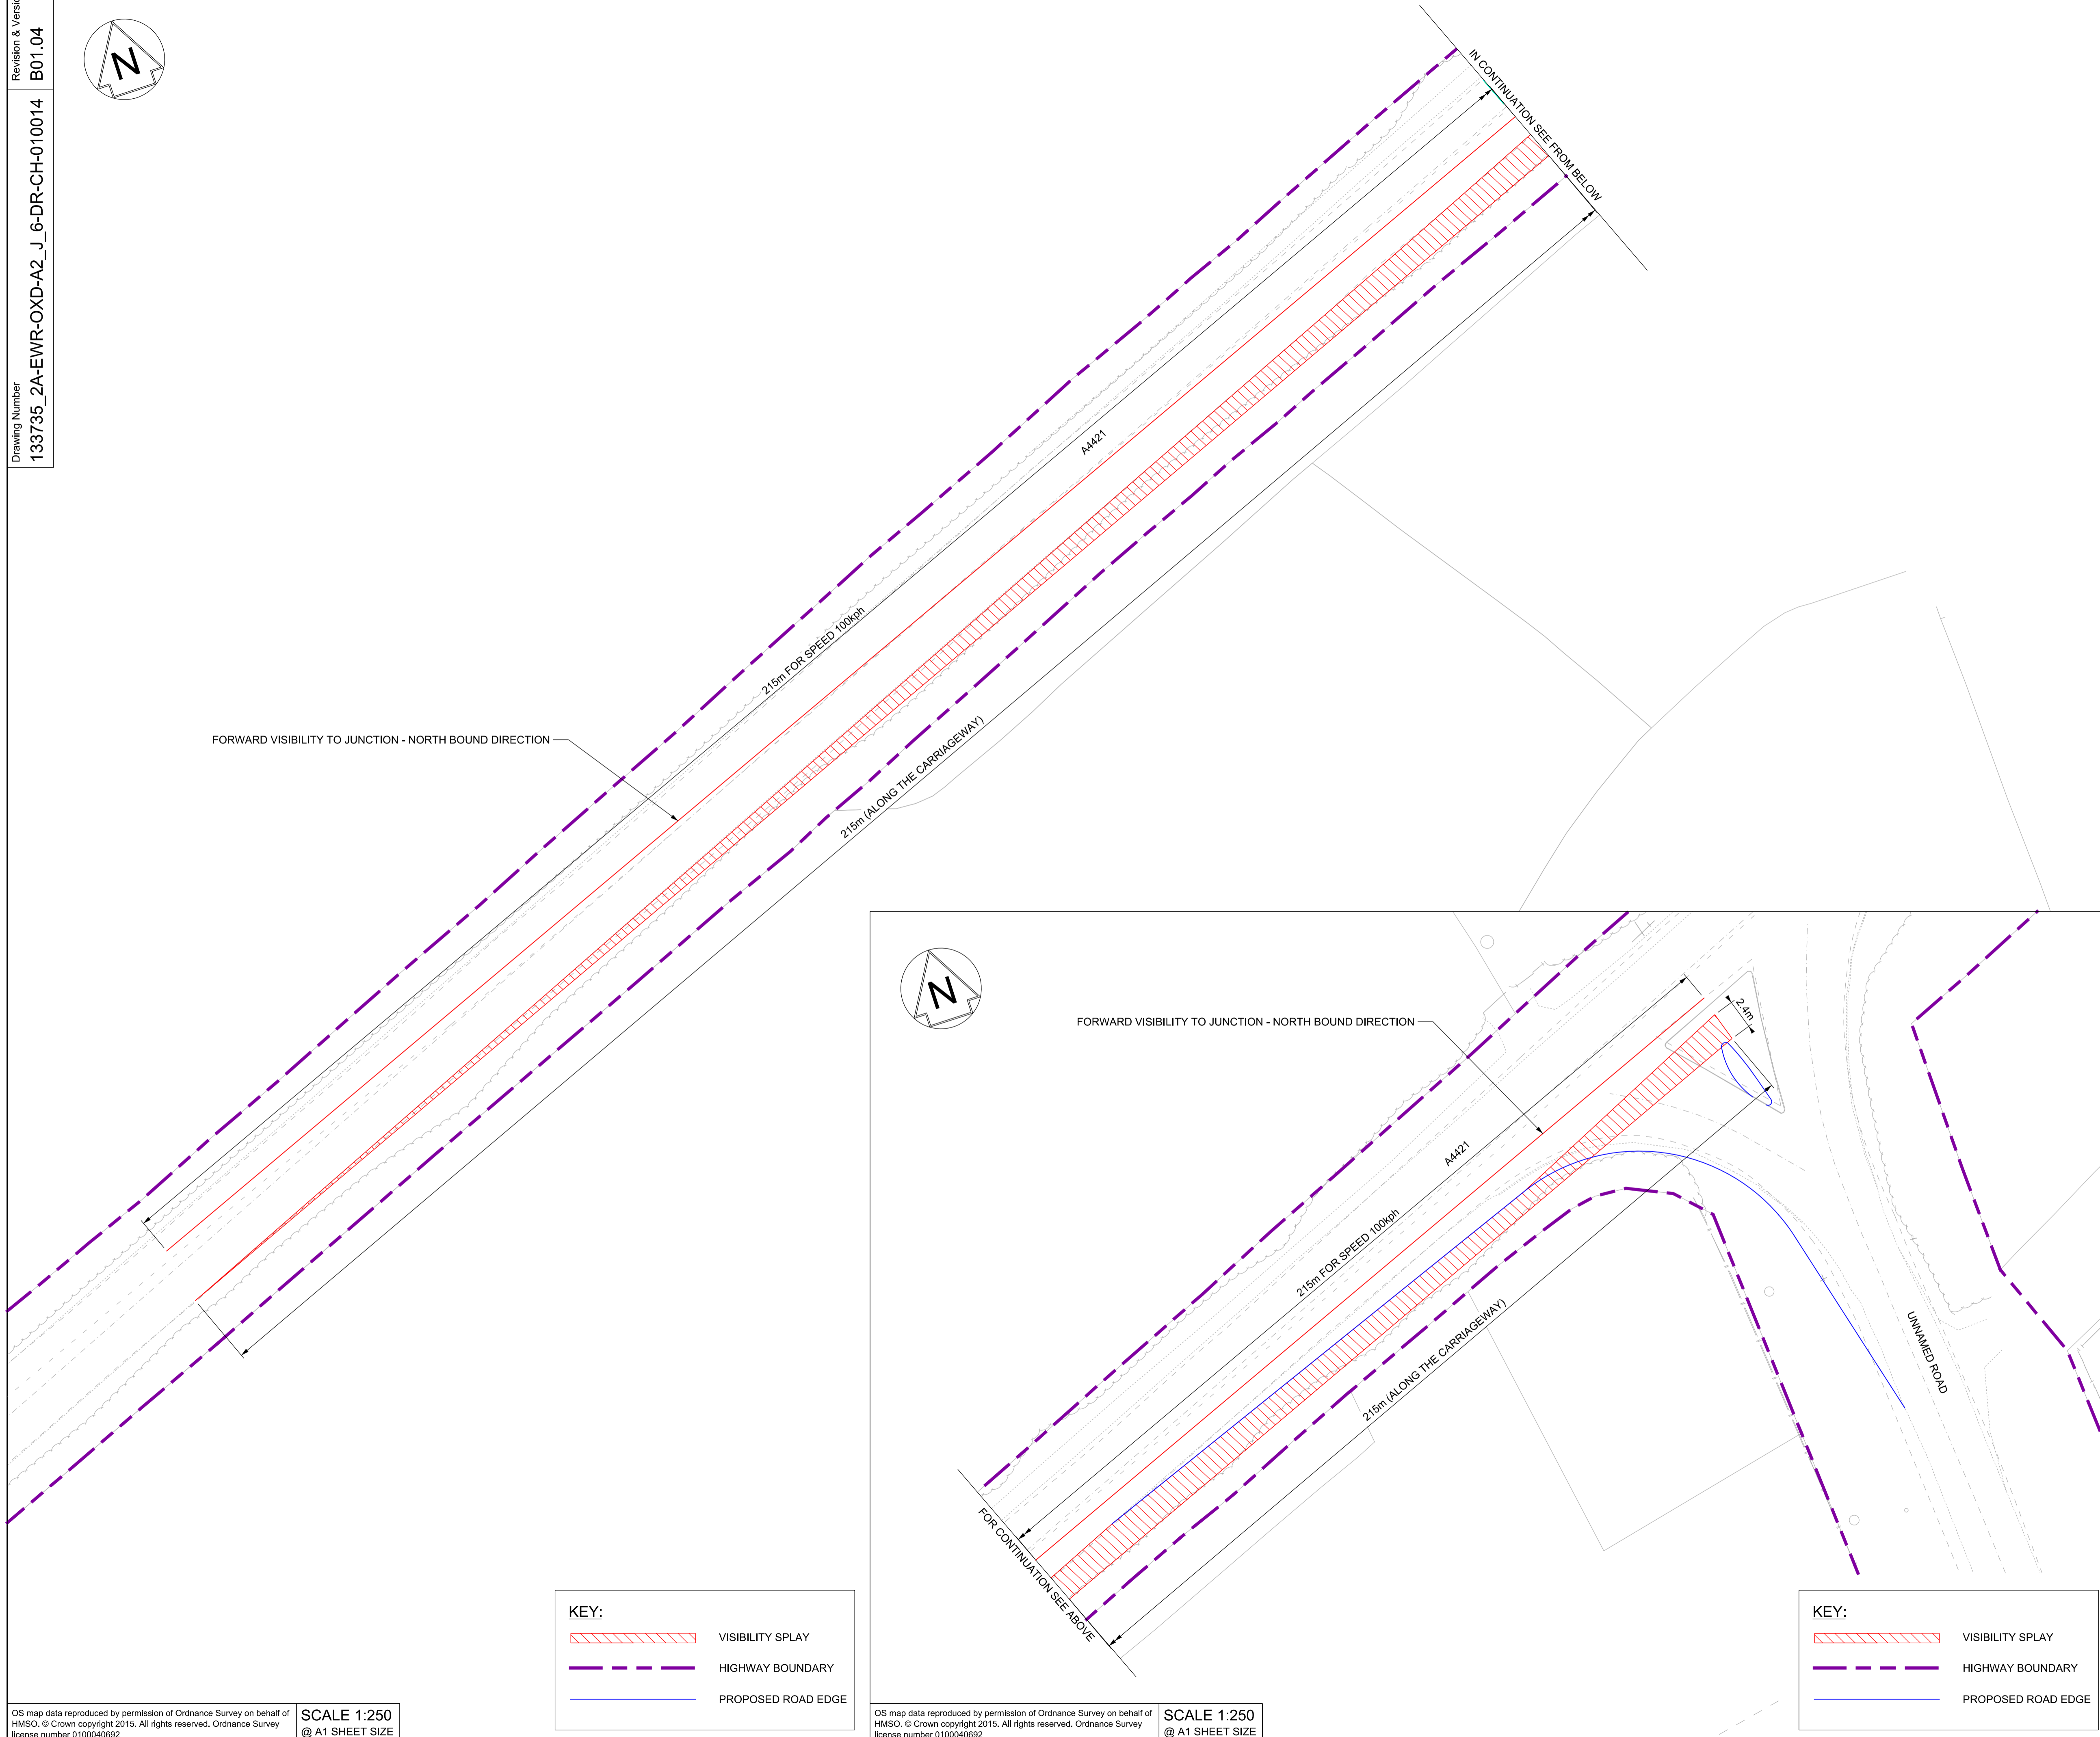 Revision & Versio
B01.04
Drawing Number
133735_2A-EWR-OXD-A2_J_6-DR-CH-010014
N
IN CONTINUATION SEE FROM BELOW
A4421
215m FOR SPEED 100kph
FORWARD VISIBILITY TO JUNCTION - NORTH BOUND DIRECTION
215m (ALONG THE CARRIAGEWAY)
N
FORWARD VISIBILITY TO JUNCTION - NORTH BOUND DIRECTION
2.4m
A4421
215m FOR SPEED 100kph
215m (ALONG THE CARRIAGEWAY)
UNNAMED ROAD
FOR CONTINUATION SEE ABOVE
KEY:
VISIBILITY SPLAY
HIGHWAY BOUNDARY
PROPOSED ROAD EDGE
KEY:
VISIBILITY SPLAY
HIGHWAY BOUNDARY
PROPOSED ROAD EDGE
OS map data reproduced by permission of Ordnance Survey on behalf of
HMSO. © Crown copyright 2015. All rights reserved. Ordnance Survey
license number 0100040692
SCALE 1:250
@ A1 SHEET SIZE
OS map data reproduced by permission of Ordnance Survey on behalf of
HMSO. © Crown copyright 2015. All rights reserved. Ordnance Survey
license number 0100040692
SCALE 1:250
@ A1 SHEET SIZE